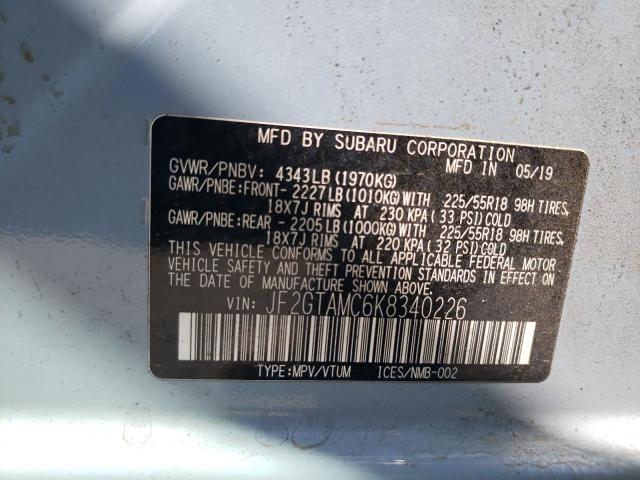 MFD BY SUBARU CORPORATION
GVWR/PNBV: 4343LB(1970KG) MFD IN 05/19
GAWR/PNBE:FRONT-2227LB(1010KG)WITH 225/55R18 98H TIRES,
18X7J RIMS AT 230 KPA(33 PSI)COLD
GAWR/PNBE:REAR -2205LB(1000KG)WITH 225/55R18 98H TIRES,
18X7J RIMS AT 220 KPA(32 PSI)COLD
THIS VEHICLE CONFORMS TO ALL APPLICABLE FEDERAL MOTOR
VEHICLE SAFETY AND THEFT PREVENTION STANDARDS IN EFFECT ON
THE DATE OF MANUFACTURE SHOWN ABOVE.
VIN: JF2GTAMC6K8340226
TYPE:MPV/VTUM ICES/NMB-002